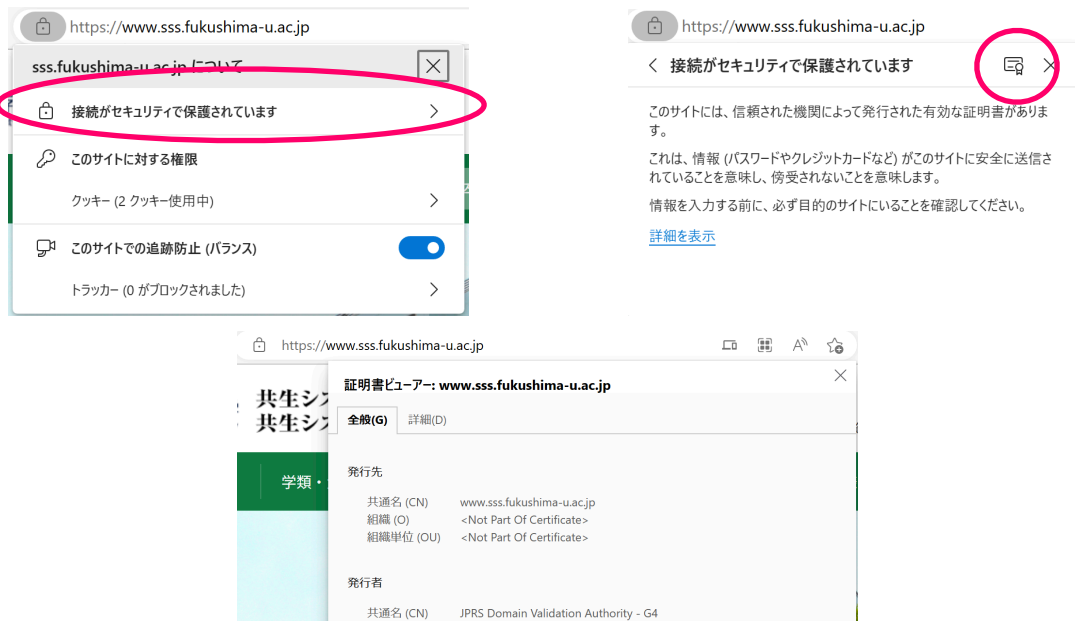 https://www.sss.fukushima-u.ac.jp
sss.fukushima-u.ac.jp について
接続がセキュリティで保護されています
このサイトに対する権限
クッキー (2 クッキー使用中)
このサイトでの追跡防止 (バランス)
トラッカー (0 がブロックされました)
https://www.sss.fukushima-u.ac.jp
接続がセキュリティで保護されています
このサイトには、信頼された機関によって発行された有効な証明書がありま
す。
これは、情報 (パスワードやクレジットカードなど) がこのサイトに安全に送信さ
れていることを意味し、傍受されないことを意味します。
情報を入力する前に、必ず目的のサイトにいることを確認してください。
詳細を表示
https://www.sss.fukushima-u.ac.jp
共生シス
共生シス
学類・
証明書ビューアー: www.sss.fukushima-u.ac.jp
全般(G) 詳細(D)
発行先
共通名 (CN) www.sss.fukushima-u.ac.jp
組織 (O) <Not Part Of Certificate>
組織単位 (OU) <Not Part Of Certificate>
発行者
共通名 (CN) JPRS Domain Validation Authority - G4